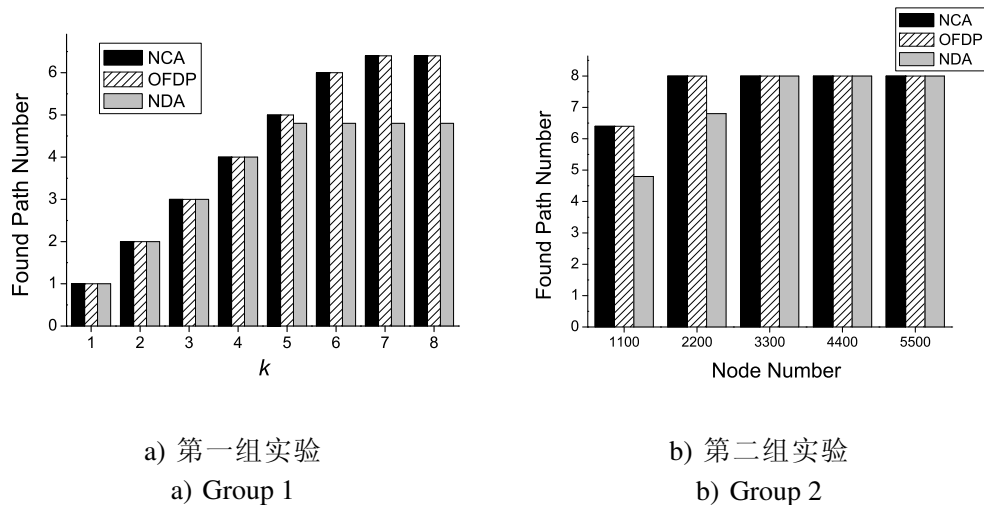 NCA
OFDP
NDA
Found Path Number
6
5
4
3
2
1
0
1 2 3 4 5 6 7 8
k
NCA
OFDP
NDA
Found Path Number
8
7
6
5
4
3
2
1
0
1100 2200 3300 4400 5500
Node Number
a) 第一组实验
a) Group 1
b) 第二组实验
b) Group 2